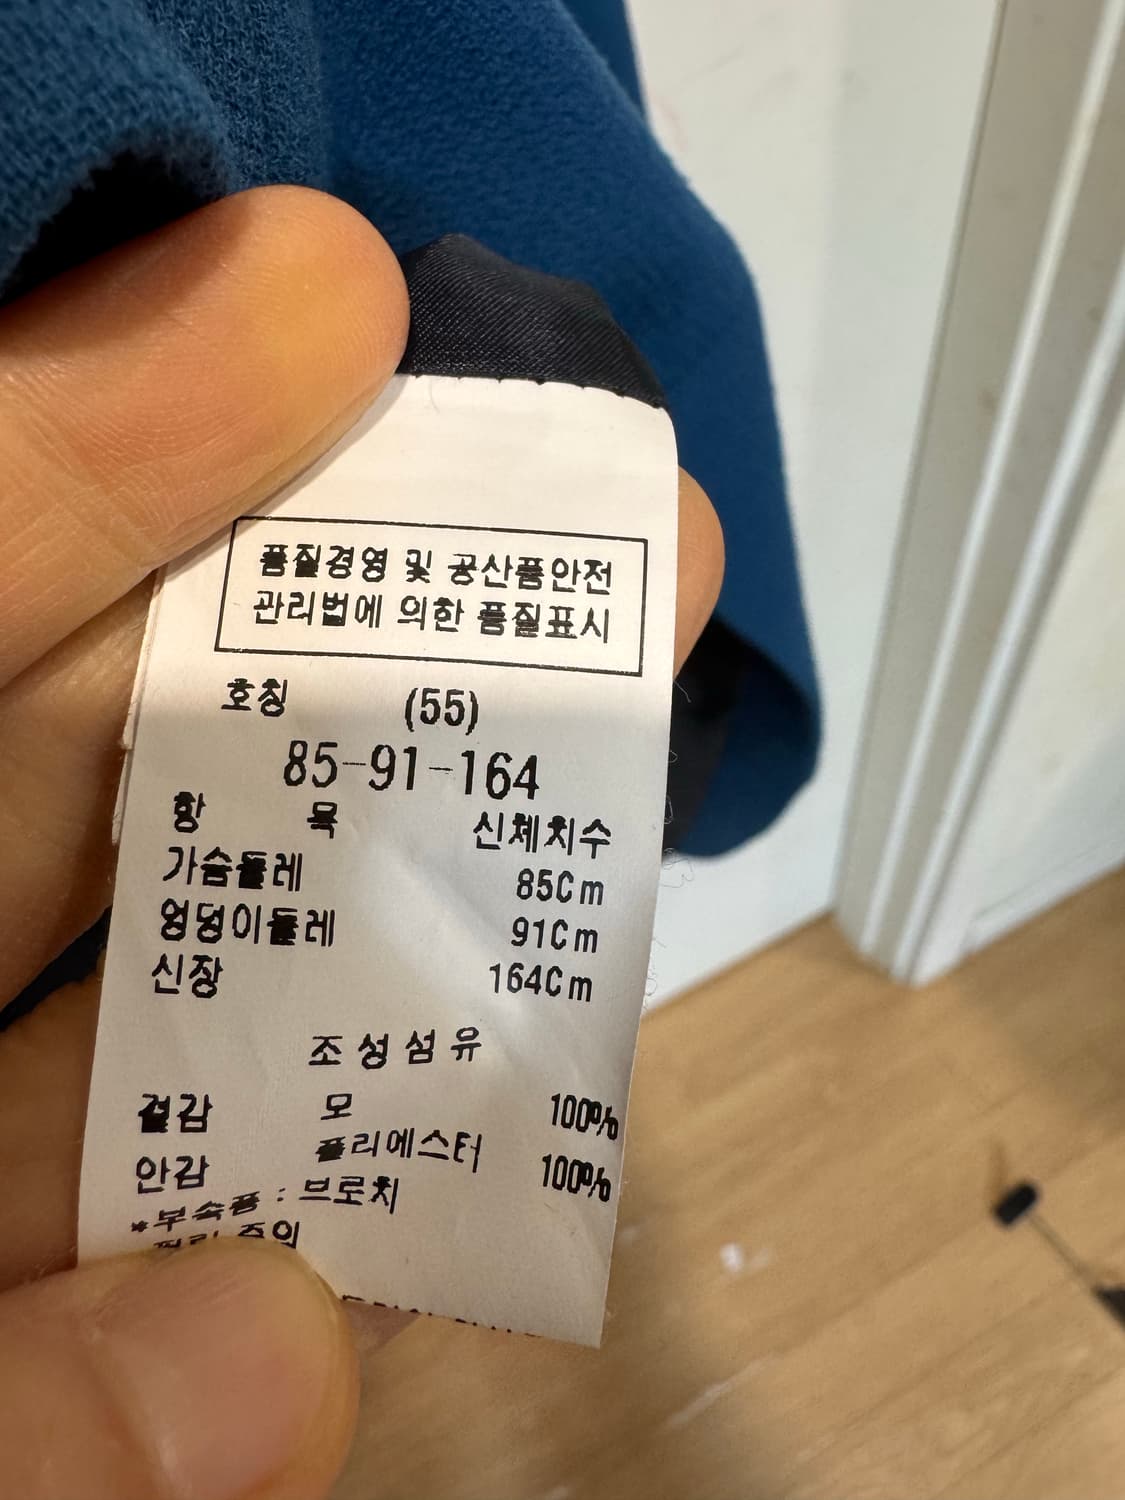 품질경영 및 공산품안전
관리법에 의한 품질표시
호칭 (55)
85-91-164
항 목 신체치수
가슴둘레 85Cm
엉덩이둘레 91Cm
신장 164Cm
조성섬유
겉감 모 100%
폴리에스터
안감 100%
*부속품 : 브로치
주의